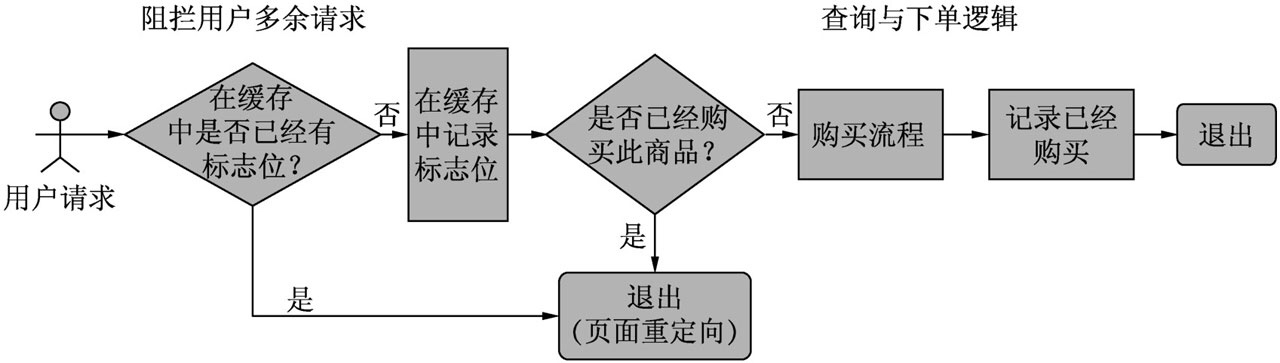 阻拦用户多余请求
查询与下单逻辑
用户请求
在缓存
中是否已经有
标志位？
否
在缓存
中记录
标志位
是否已经购
买此商品？
否
购买流程
记录已经
购买
退出
是
是
退出
(页面重定向)